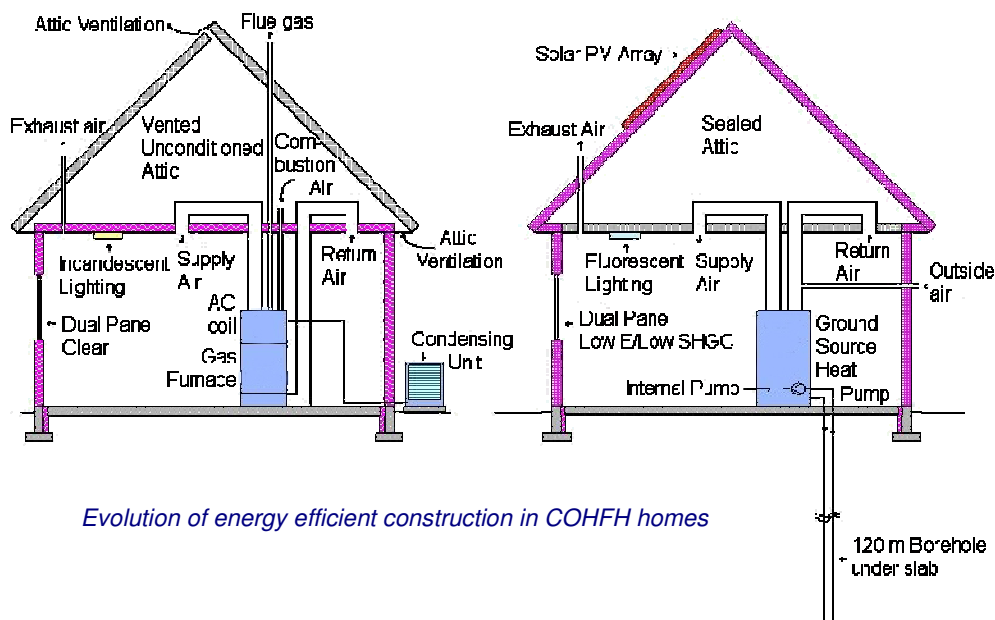 Attic Ventilation
Flue gas
Exhaust air
Vented
Unconditioned
Attic
Com-
bustion
Air
Incandescent
Lighting
Supply
Air
Return
Air
Attic
Ventilation
Dual Pane
Clear
AC
coil
Gas
Furnace
Condensing
Unit
Solar PV Array
Exhaust Air
Sealed
Attic
Fluorescent
Lighting
Supply
Air
Return
Air
Outside
air
Dual Pane
Low E/Low SHGC
Ground
Source
Heat
Pump
Internal Pump
Evolution of energy efficient construction in COHFH homes
120 m Borehole
under slab